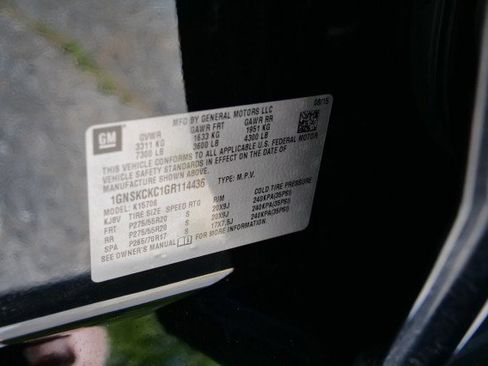 08/15
GM
MFD BY GENERAL MOTORS LLC
GVWR GAWR FRT GAWR RR
3311 KG 1633 KG 1951 KG
7300 LB 3600 LB 4300 LB
THIS VEHICLE CONFORMS TO ALL APPLICABLE U.S. FEDERAL MOTOR
VEHICLE SAFETY STANDARDS IN EFFECT ON THE DATE OF
MANUFACTURE SHOWN ABOVE.
1GNSKCKC1GR114436 TYPE: M.P.V.
MODEL: K15706
KJBV TIRE SIZE SPEED RTG RIM COLD TIRE PRESSURE
FRT P275/55R20 S 20X9J 240KPA(35PSI)
RR P275/55R20 S 20X9J 240KPA(35PSI)
SPA P265/70R17 S 17X7.5J 240KPA(35PSI)
SEE OWNER'S MANUAL FOR MORE INFORMATION